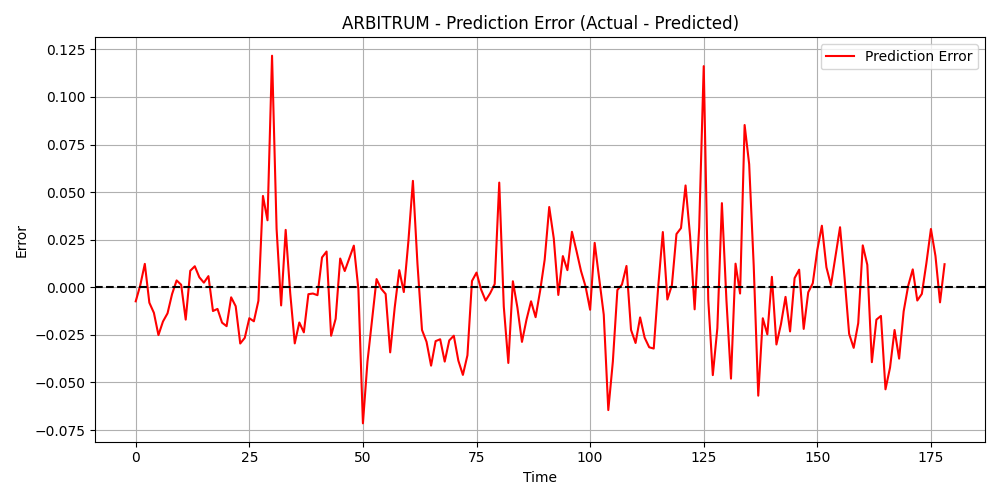 ARBITRUM - Prediction Error (Actual - Predicted)
Prediction Error
Error
0.125
0.100
0.075
0.050
0.025
0.000
−0.025
−0.050
−0.075
0 25 50 75 100 125 150 175
Time